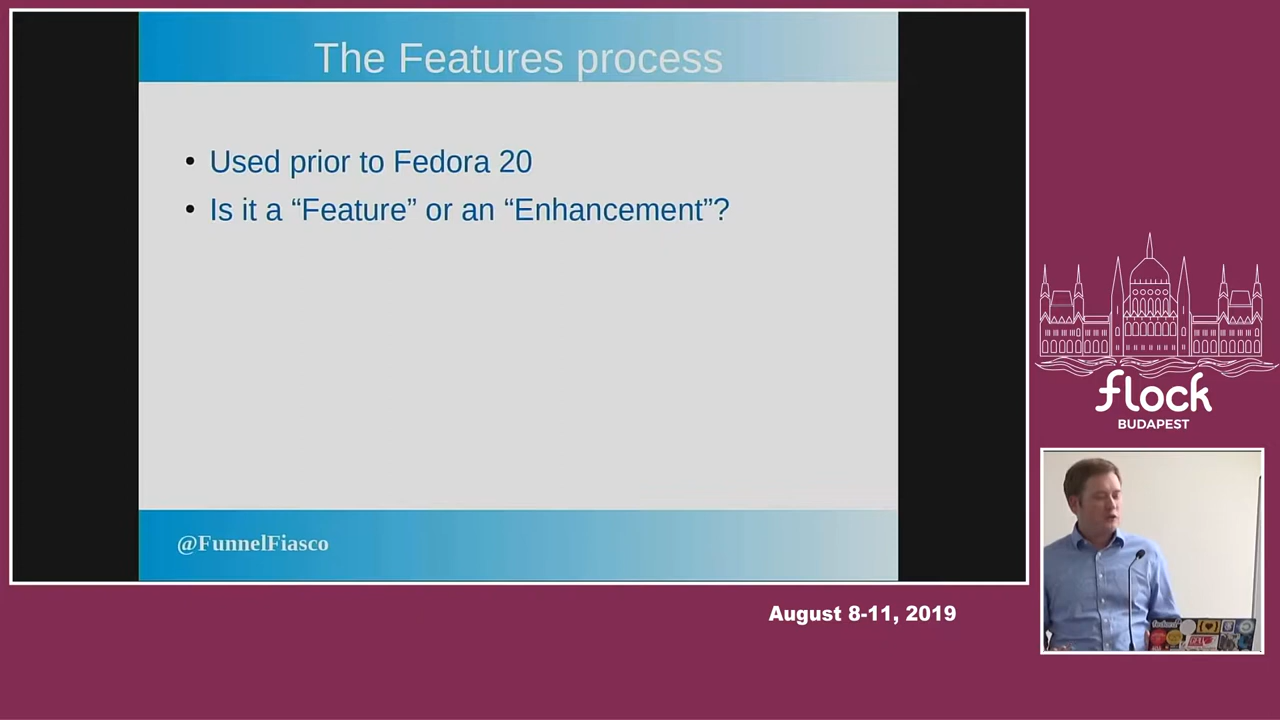 The Features process
• Used prior to Fedora 20
• Is it a “Feature” or an “Enhancement”?
@FunnelFiasco
flock
BUDAPEST
August 8-11, 2019